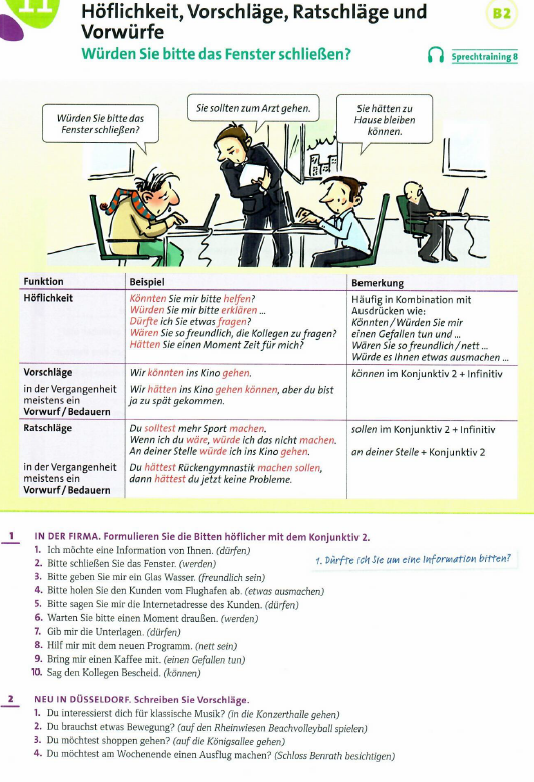 11
Höflichkeit, Vorschläge, Ratschläge und
Vorwürfe
B2
Würden Sie bitte das Fenster schließen?
Sprechtraining 8
Würden Sie bitte das
Fenster schließen?
Sie sollten zum Arzt gehen.
Sie hätten zu
Hause bleiben
können.
Funktion Beispiel Bemerkung
Höflichkeit
Könnten Sie mir bitte helfen?
Würden Sie mir bitte erklären ...
Dürfte ich Sie etwas fragen?
Wären Sie so freundlich, die Kollegen zu fragen?
Hätten Sie einen Moment Zeit für mich?
Häufig in Kombination mit
Ausdrücken wie:
Könnten / Würden Sie mir
einen Gefallen tun und ...
Wären Sie so freundlich / nett ...
Würde es Ihnen etwas ausmachen ...
Vorschläge
Wir könnten ins Kino gehen.
können im Konjunktiv 2 + Infinitiv
in der Vergangenheit
meistens ein
Vorwurf / Bedauern
Wir hätten ins Kino gehen können, aber du bist
ja zu spät gekommen.
Ratschläge
Du solltest mehr Sport machen.
Wenn ich du wäre, würde ich das nicht machen.
An deiner Stelle würde ich ins Kino gehen.
sollen im Konjunktiv 2 + Infinitiv
an deiner Stelle + Konjunktiv 2
in der Vergangenheit
meistens ein
Vorwurf / Bedauern
Du hättest Rückengymnastik machen sollen,
dann hättest du jetzt keine Probleme.
1 IN DER FIRMA. Formulieren Sie die Bitten höflicher mit dem Konjunktiv 2.
1. Ich möchte eine Information von Ihnen. (dürfen)
1. Dürfte ich Sie um eine Information bitten?
2. Bitte schließen Sie das Fenster. (werden)
3. Bitte geben Sie mir ein Glas Wasser. (freundlich sein)
4. Bitte holen Sie den Kunden vom Flughafen ab. (etwas ausmachen)
5. Bitte sagen Sie mir die Internetadresse des Kunden. (dürfen)
6. Warten Sie bitte einen Moment draußen. (werden)
7. Gib mir die Unterlagen. (dürfen)
8. Hilf mir mit dem neuen Programm. (nett sein)
9. Bring mir einen Kaffee mit. (einen Gefallen tun)
10. Sag den Kollegen Bescheid. (können)
2 NEU IN DÜSSELDORF. Schreiben Sie Vorschläge.
1. Du interessierst dich für klassische Musik? (in die Konzerthalle gehen)
2. Du brauchst etwas Bewegung? (auf den Rheinwiesen Beachvolleyball spielen)
3. Du möchtest shoppen gehen? (auf die Königsallee gehen)
4. Du möchtest am Wochenende einen Ausflug machen? (Schloss Benrath besichtigen)